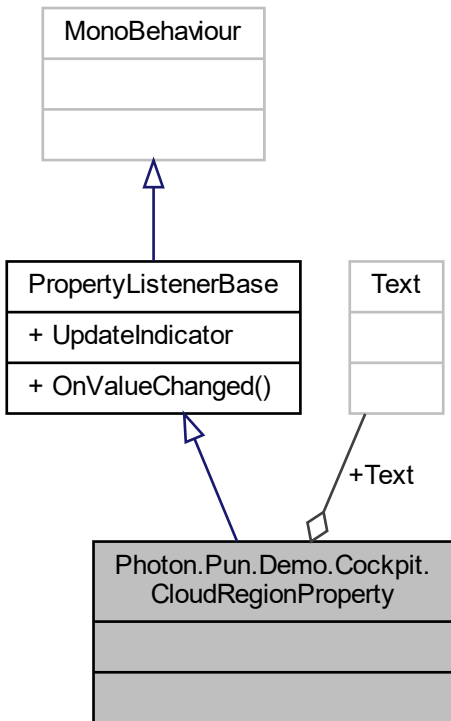 MonoBehaviour
PropertyListenerBase
+ UpdateIndicator
+ OnValueChanged()
Text
+Text
Photon.Pun.Demo.Cockpit.
CloudRegionProperty